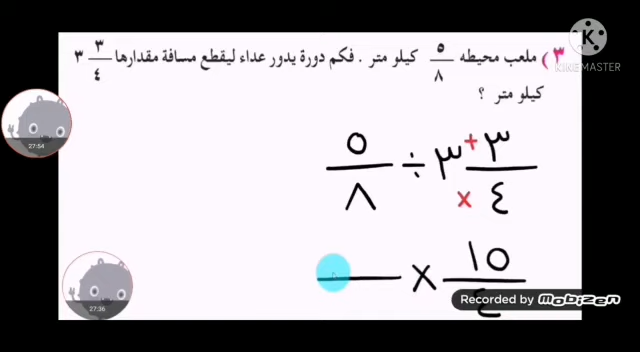 ٣) ملعب محيطه ٥/٨ كيلو متر . فكم دورة يدور عداء ليقطع مسافة مقدارها ٣ ٣/٤
كيلو متر ؟
KINEMASTER
27:54
٣ + ٣/٤ ÷ ٥/٨
×
١٥/٤ ×
27:36
Recorded by mobizen